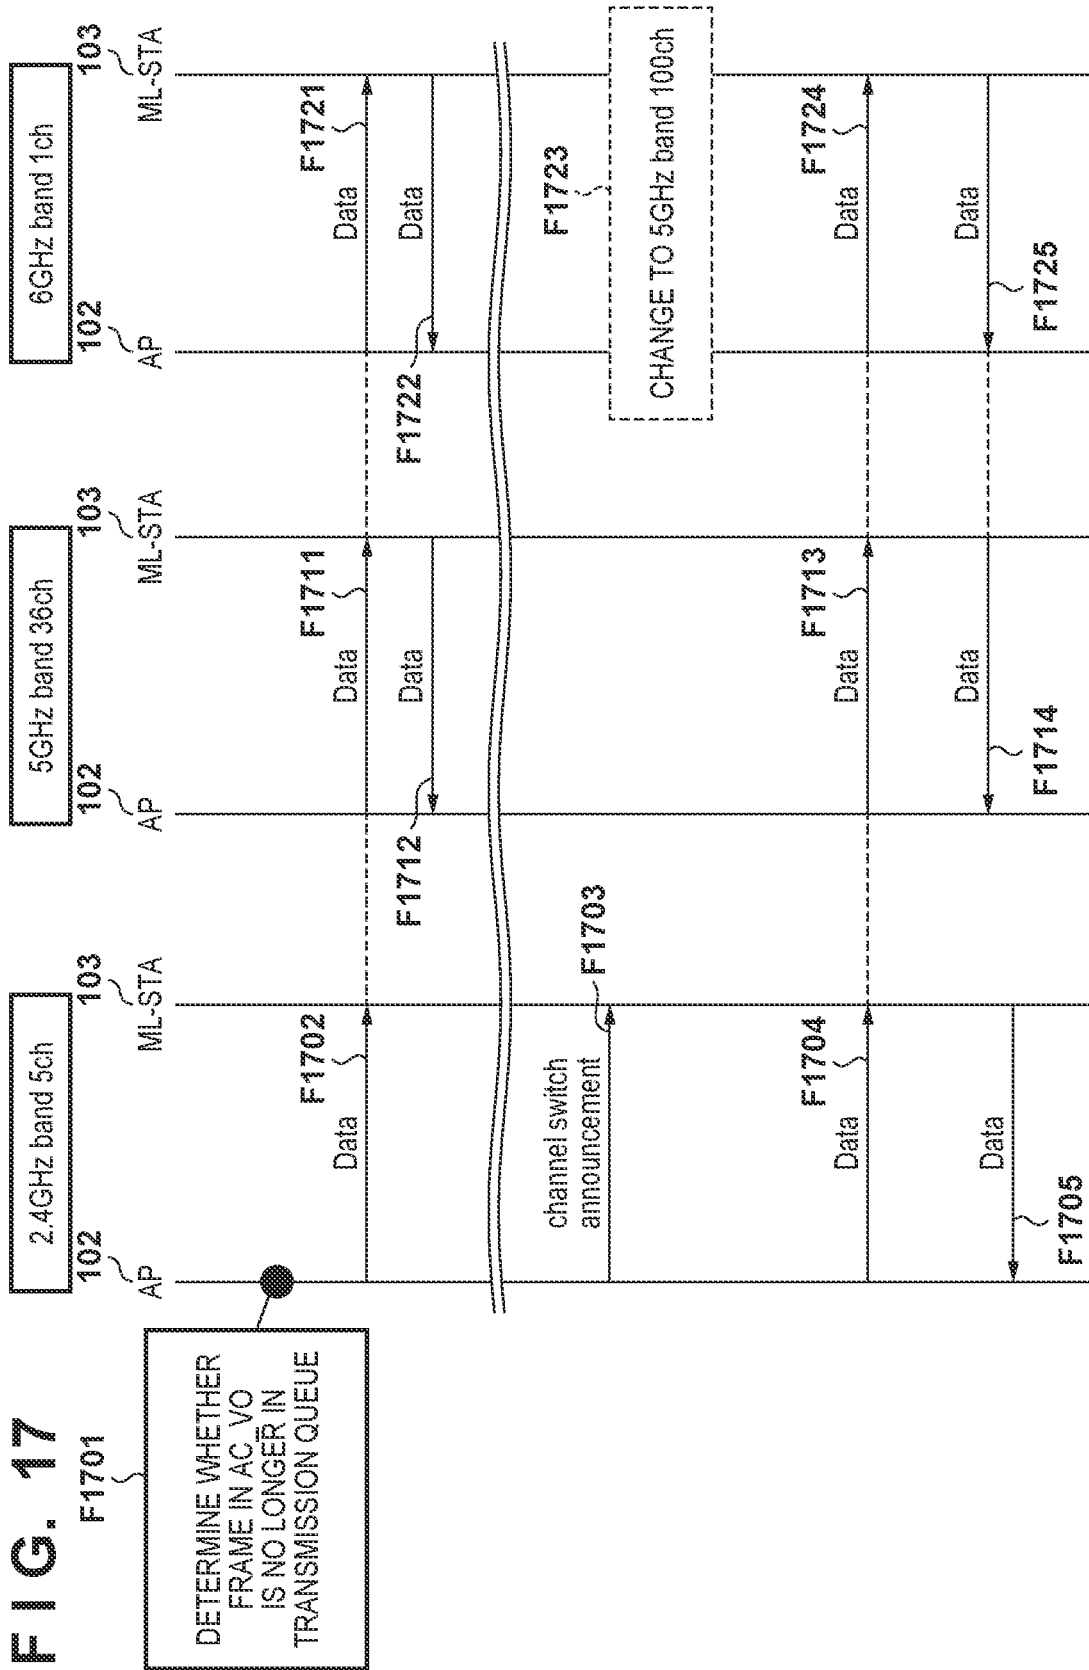 FIG. 17
F1701
DETERMINE WHETHER
FRAME IN AC_VO
IS NO LONGER IN
TRANSMISSION QUEUE
2.4GHz band 5ch
102
AP
103
ML-STA
5GHz band 36ch
102
AP
103
ML-STA
6GHz band 1ch
102
AP
103
ML-STA
Data
F1702
Data
F1711
Data
F1721
F1712
Data
F1722
Data
channel switch
announcement
F1703
F1723
CHANGE TO 5GHz band 100ch
Data
F1704
Data
F1713
Data
F1724
F1705
Data
F1714
Data
F1725
Data